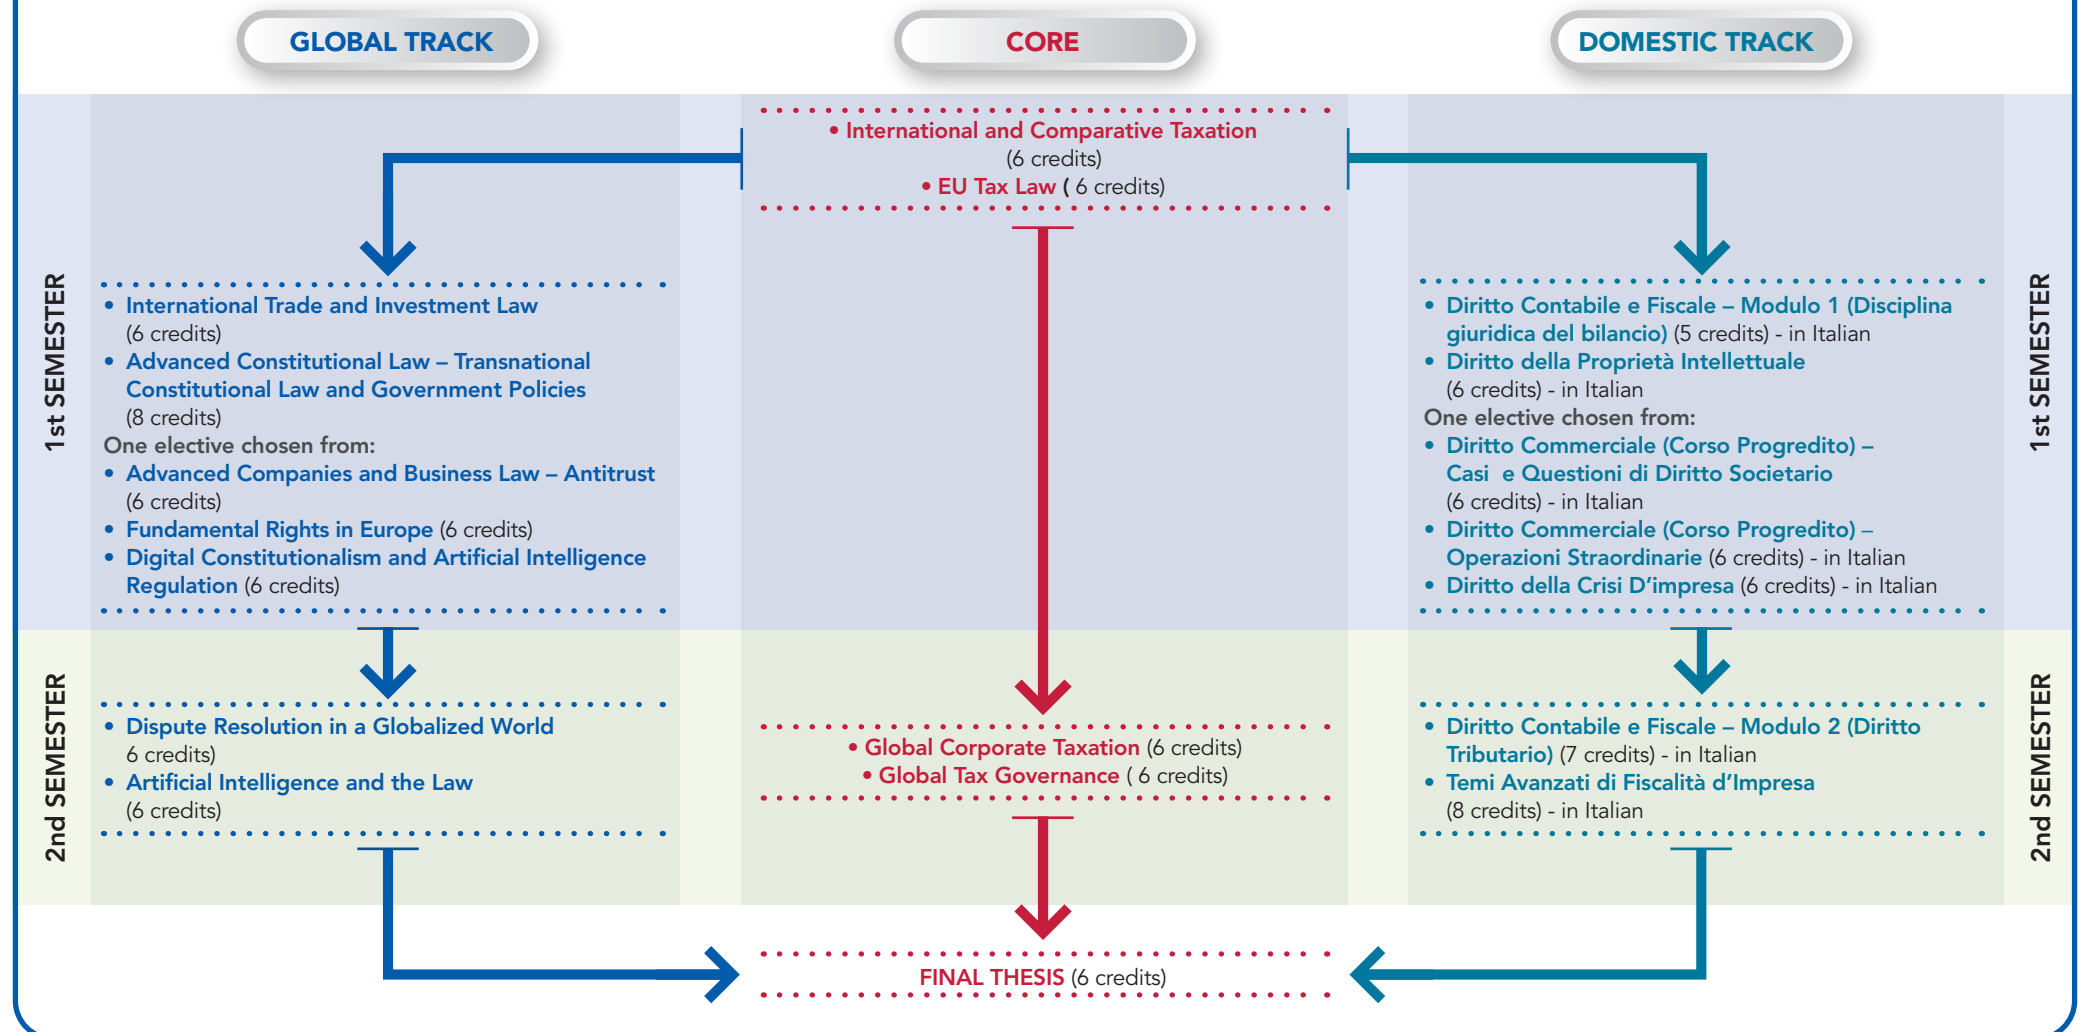 GLOBAL TRACK
CORE
DOMESTIC TRACK
1st SEMESTER
• International and Comparative Taxation
(6 credits)
• EU Tax Law ( 6 credits)
• International Trade and Investment Law
(6 credits)
• Advanced Constitutional Law – Transnational
Constitutional Law and Government Policies
(8 credits)
One elective chosen from:
• Advanced Companies and Business Law – Antitrust
(6 credits)
• Fundamental Rights in Europe (6 credits)
• Digital Constitutionalism and Artificial Intelligence
Regulation (6 credits)
• Diritto Contabile e Fiscale – Modulo 1 (Disciplina
giuridica del bilancio) (5 credits) - in Italian
• Diritto della Proprietà Intellettuale
(6 credits) - in Italian
One elective chosen from:
• Diritto Commerciale (Corso Progredito) –
Casi e Questioni di Diritto Societario
(6 credits) - in Italian
• Diritto Commerciale (Corso Progredito) –
Operazioni Straordinarie (6 credits) - in Italian
• Diritto della Crisi D’impresa (6 credits) - in Italian
1st SEMESTER
2nd SEMESTER
• Dispute Resolution in a Globalized World
6 credits)
• Artificial Intelligence and the Law
(6 credits)
• Global Corporate Taxation (6 credits)
• Global Tax Governance ( 6 credits)
• Diritto Contabile e Fiscale – Modulo 2 (Diritto
Tributario) (7 credits) - in Italian
• Temi Avanzati di Fiscalità d’Impresa
(8 credits) - in Italian
2nd SEMESTER
FINAL THESIS (6 credits)